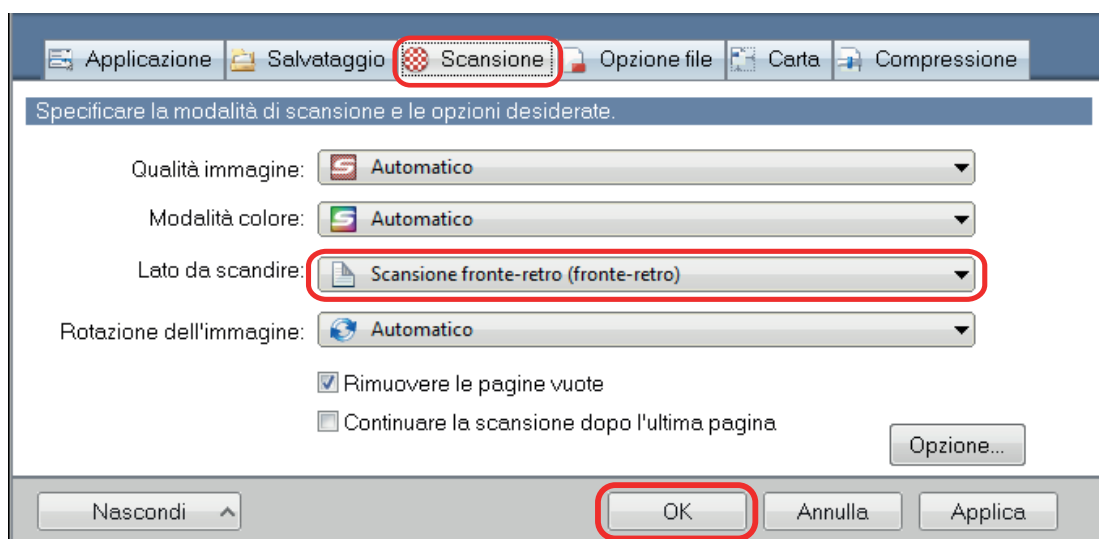 Applicazione Salvataggio Scansione Opzione file Carta Compressione
Specificare la modalità di scansione e le opzioni desiderate.
Qualità immagine: Automatico
Modalità colore: Automatico
Lato da scandire: Scansione fronte-retro (fronte-retro)
Rotazione dell'immagine: Automatico
Rimuovere le pagine vuote
Continuare la scansione dopo l'ultima pagina
Opzione...
Nascondi OK Annulla Applica